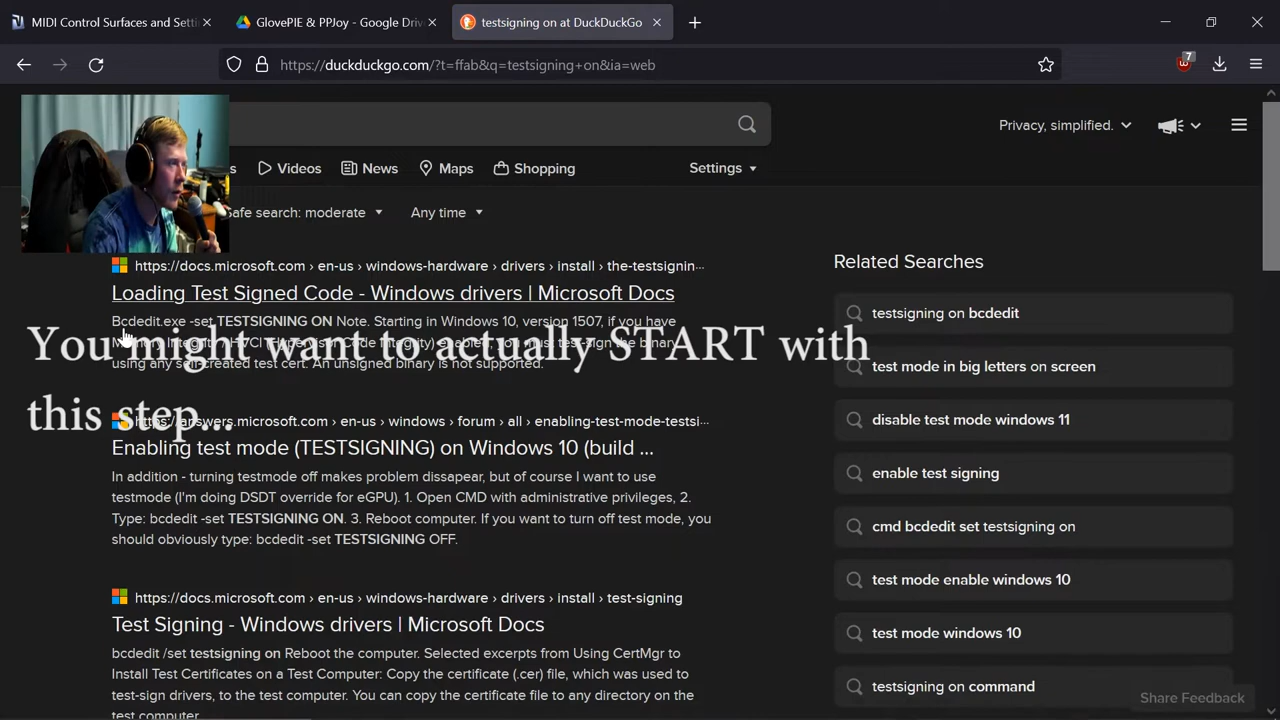 MIDI Control Surfaces and Setti
GlovePIE & PPJoy - Google Driv
testsigning on at DuckDuckGo
https://duckduckgo.com/?t=ffab&q=testsigning+on&ia=web
7
Privacy, simplified.
s
Videos
News
Maps
Shopping
Settings
Safe search: moderate
Any time
https://docs.microsoft.com › en-us › windows-hardware › drivers › install › the-testsignin...
Loading Test Signed Code - Windows drivers | Microsoft Docs
Bcdedit.exe -set TESTSIGNING ON Note. Starting in Windows 10, version 1507, if you have
Memory Integrity (HVCI (Hypervisor Code Integrity) enabled, you must test-sign the binary
using any self-created test cert. An unsigned binary is not supported.
You might want to actually START with
this step...
https://answers.microsoft.com › en-us › windows › forum › all › enabling-test-mode-testsi...
Enabling test mode (TESTSIGNING) on Windows 10 (build ...
In addition - turning testmode off makes problem dissapear, but of course I want to use
testmode (I'm doing DSDT override for eGPU). 1. Open CMD with administrative privileges, 2.
Type: bcdedit -set TESTSIGNING ON. 3. Reboot computer. If you want to turn off test mode, you
should obviously type: bcdedit -set TESTSIGNING OFF.
https://docs.microsoft.com › en-us › windows-hardware › drivers › install › test-signing
Test Signing - Windows drivers | Microsoft Docs
bcdedit /set testsigning on Reboot the computer. Selected excerpts from Using CertMgr to
Install Test Certificates on a Test Computer: Copy the certificate (.cer) file, which was used to
test-sign drivers, to the test computer. You can copy the certificate file to any directory on the
test computer.
Related Searches
testsigning on bcdedit
test mode in big letters on screen
disable test mode windows 11
enable test signing
cmd bcdedit set testsigning on
test mode enable windows 10
test mode windows 10
testsigning on command
Share Feedback